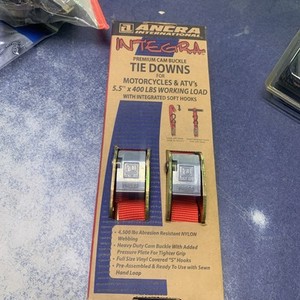 ANCRA
INTERNATIONAL
INTEGRA
PREMIUM CAM BUCKLE
TIE DOWNS
FOR
MOTORCYCLES & ATV's
5.5" x 400 LBS WORKING LOAD
WITH INTEGRATED SOFT HOOKS
• 4,500 lbs Abrasion Resistant NYLON
Webbing
• Heavy Duty Cam Buckle With Added
Pressure Plate For Tighter Grip
• Full Size Vinyl Covered "S" Hooks
• Pre-Assembled & Ready To Use with Sewn
Hand Loop